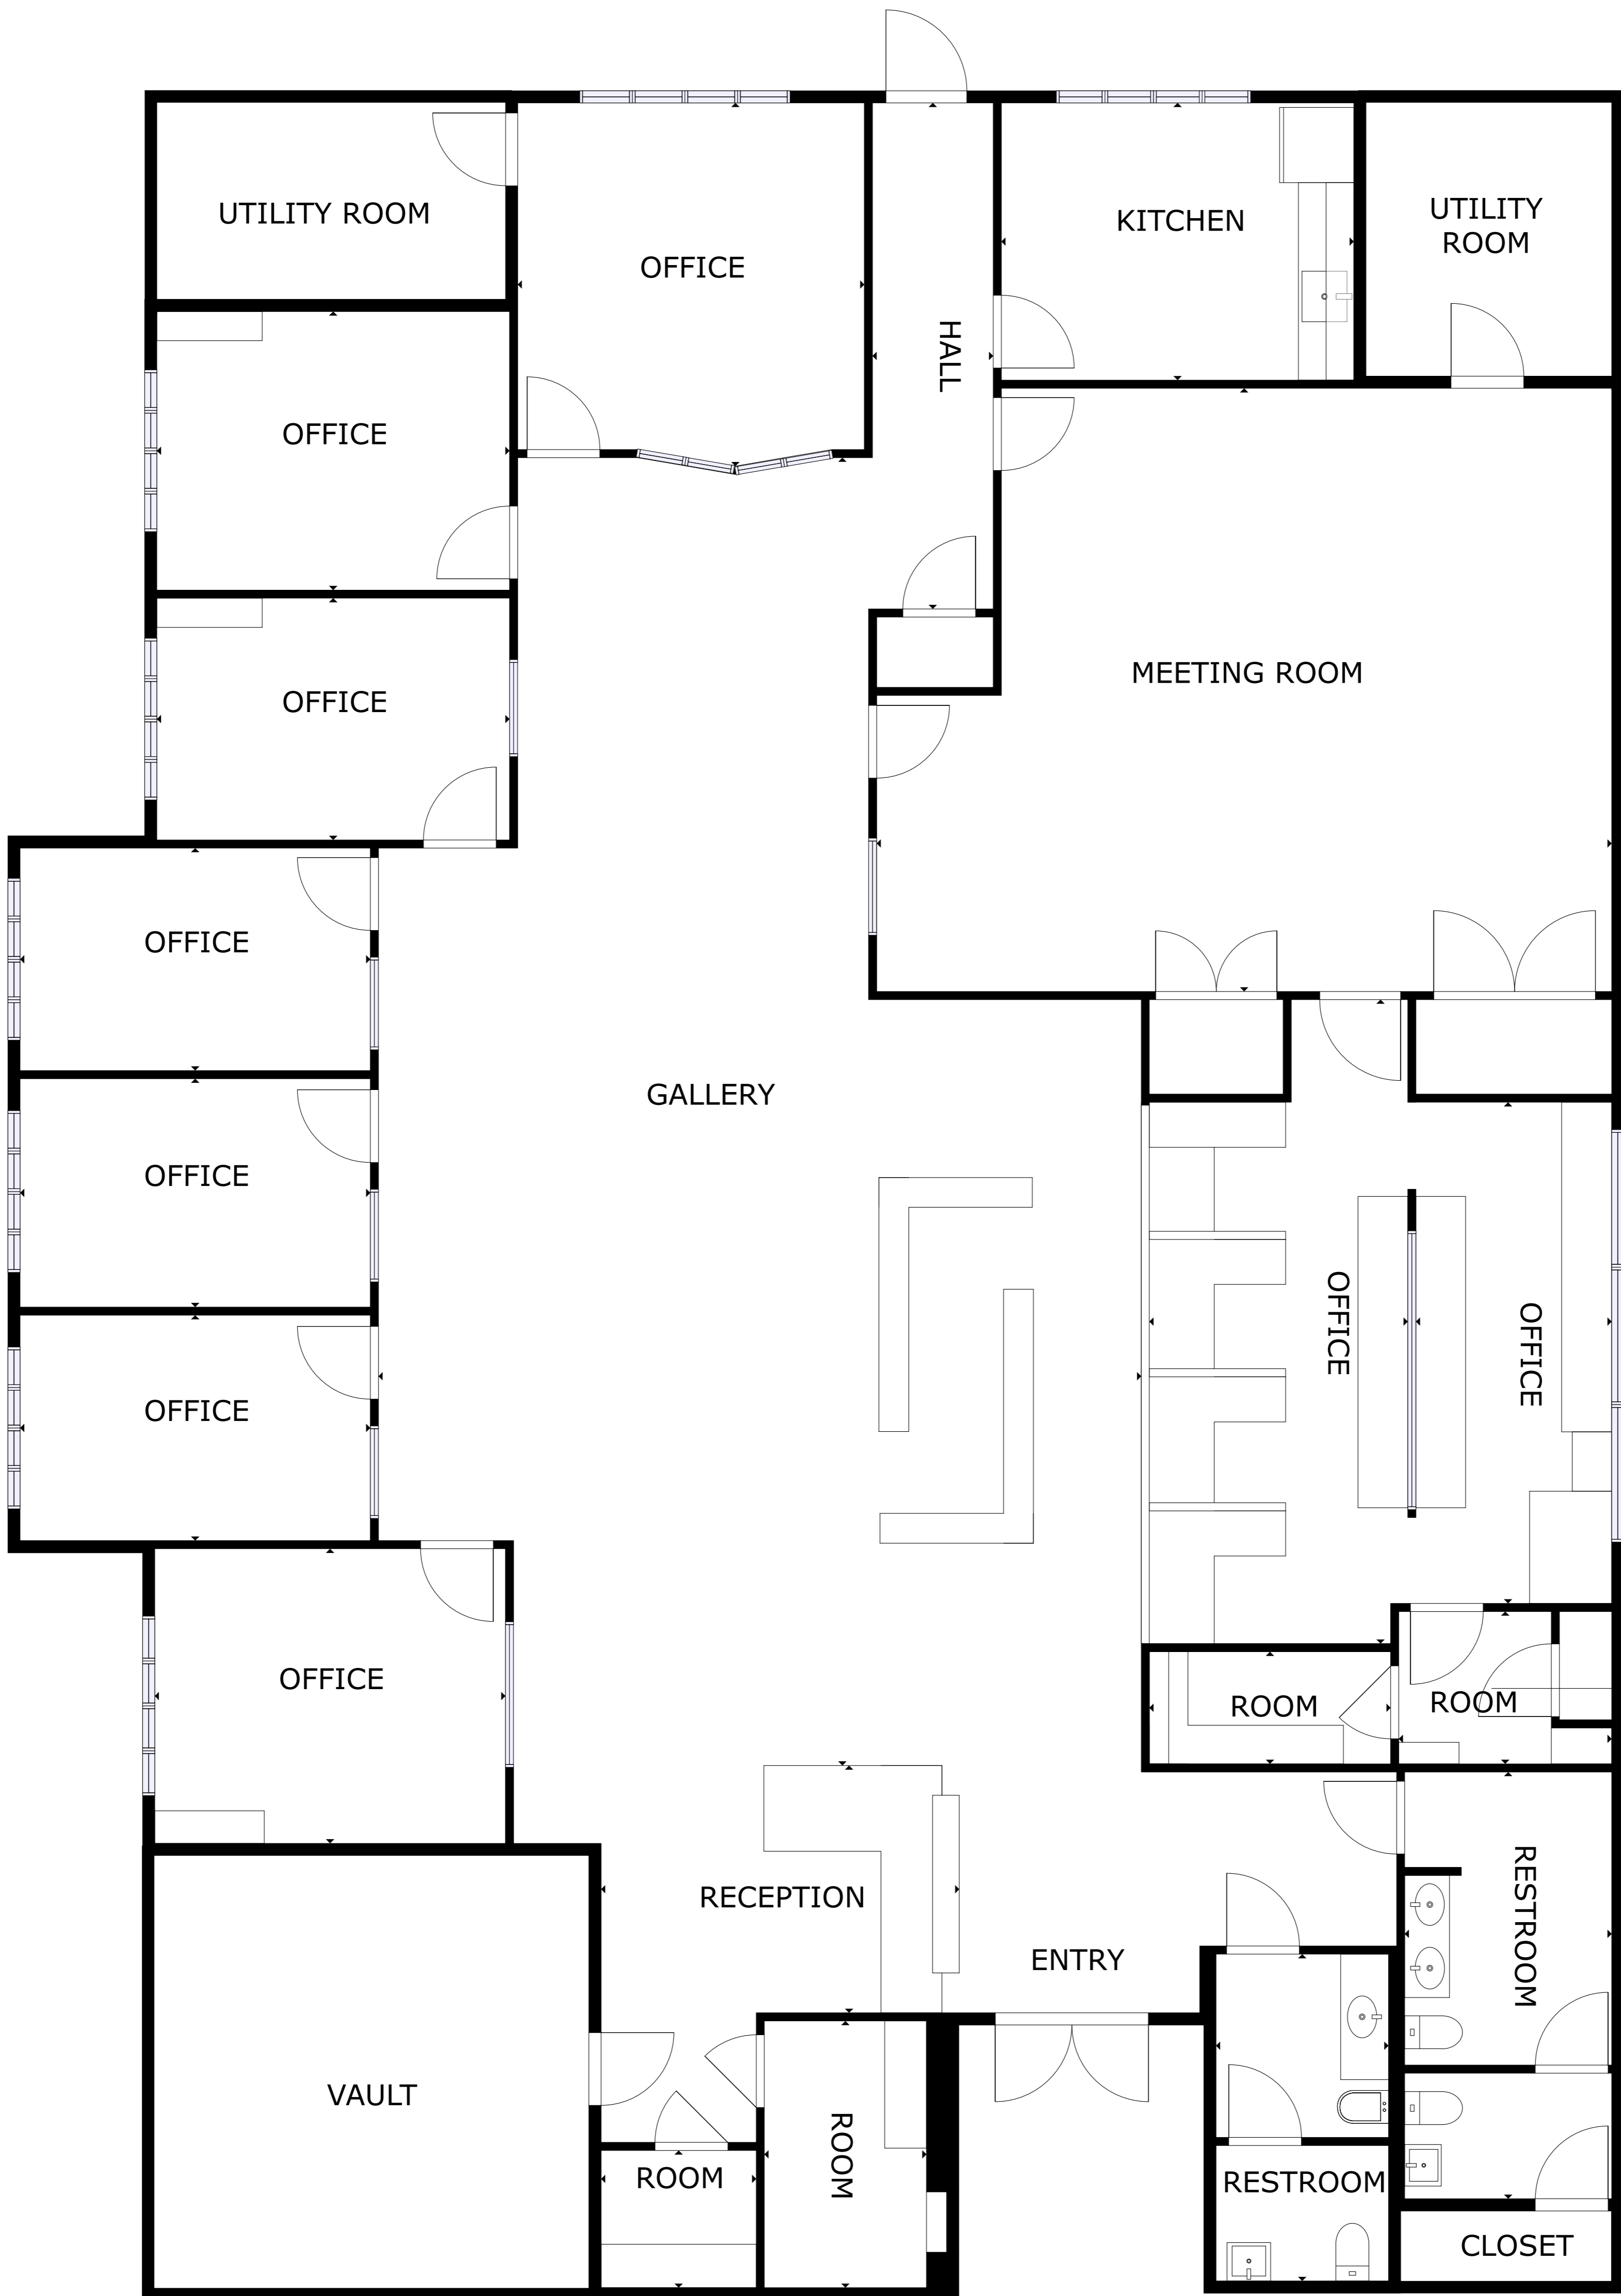 UTILITY ROOM
OFFICE
KITCHEN
UTILITY
ROOM
HALL
OFFICE
OFFICE
MEETING ROOM
OFFICE
GALLERY
OFFICE
OFFICE
OFFICE
OFFICE
OFFICE
ROOM
ROOM
RECEPTION
RESTROOM
ENTRY
VAULT
ROOM
ROOM
RESTROOM
CLOSET